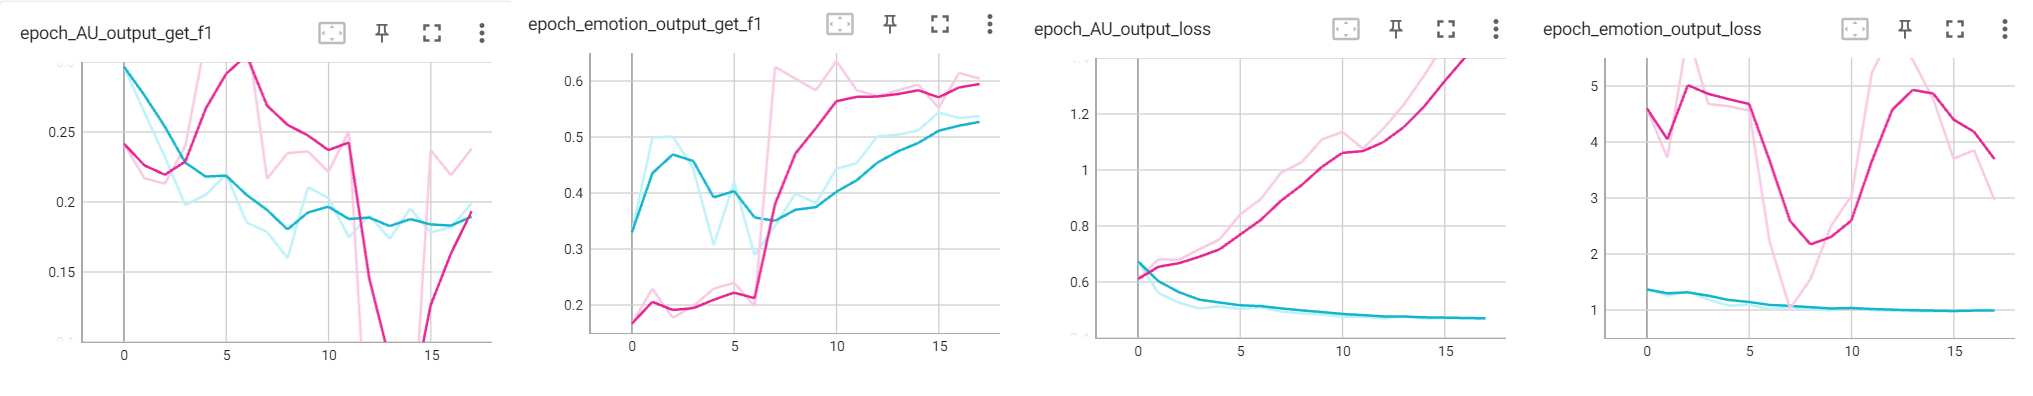 epoch_AU_output_get_f1
0.25
0.2
0.15
0 5 10 15
epoch_emotion_output_get_f1
0.6
0.5
0.4
0.3
0.2
0 5 10 15
epoch_AU_output_loss
1.2
1
0.8
0.6
0 5 10 15
epoch_emotion_output_loss
5
4
3
2
1
0 5 10 15